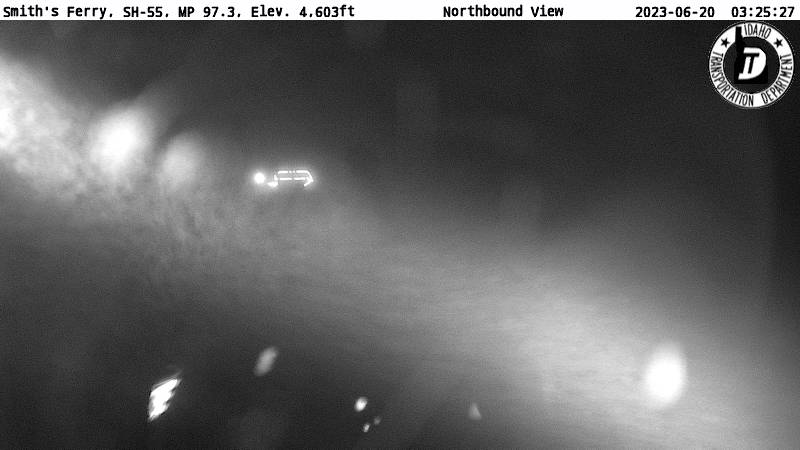 Smith's Ferry, SH-55, MP 97.3, Elev. 4,603ft Northbound View 2023-06-20 03:25:27
IDAHO
TRANSPORTATION DEPARTMENT